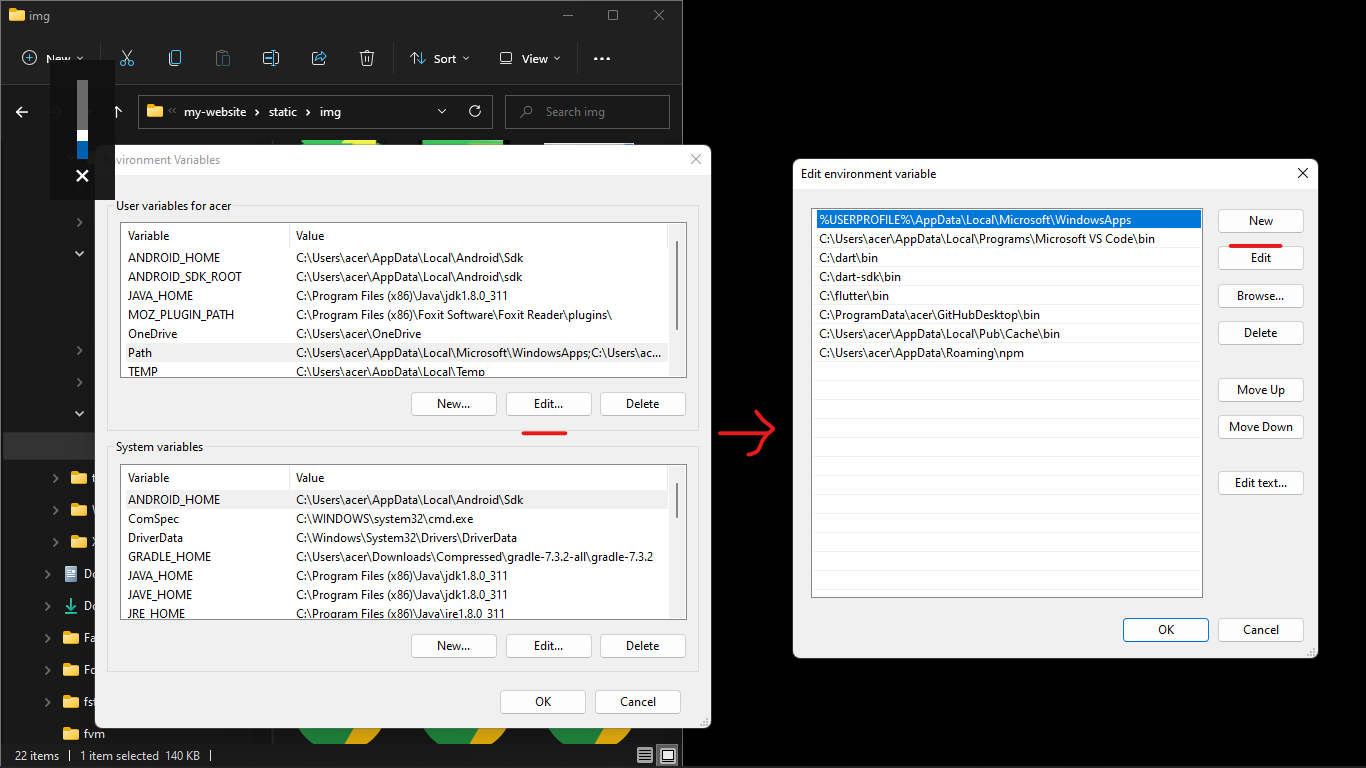 img
New
Sort
View
my-website
static
img
Search img
Environment Variables
User variables for acer
Variable Value
ANDROID_HOME C:\Users\acer\AppData\Local\Android\Sdk
ANDROID_SDK_ROOT C:\Users\acer\AppData\Local\Android\sdk
JAVA_HOME C:\Program Files (x86)\Java\jdk1.8.0_311
MOZ_PLUGIN_PATH C:\Program Files (x86)\Foxit Software\Foxit Reader\plugins\
OneDrive C:\Users\acer\OneDrive
Path C:\Users\acer\AppData\Local\Microsoft\WindowsApps;C:\Users\ac...
TEMP C:\Users\acer\AppData\Local\Temp
New... Edit... Delete
System variables
Variable Value
ANDROID_HOME C:\Users\acer\AppData\Local\Android\Sdk
ComSpec C:\WINDOWS\system32\cmd.exe
DriverData C:\Windows\System32\Drivers\DriverData
GRADLE_HOME C:\Users\acer\Downloads\Compressed\gradle-7.3.2-all\gradle-7.3.2
JAVA_HOME C:\Program Files (x86)\Java\jdk1.8.0_311
JAVE_HOME C:\Program Files (x86)\Java\jdk1.8.0_311
JRE_HOME C:\Program Files (x86)\Java\jre1.8.0_311
New... Edit... Delete
OK Cancel
fvm
22 items 1 item selected 140 KB
Edit environment variable
%USERPROFILE%\AppData\Local\Microsoft\WindowsApps
C:\Users\acer\AppData\Local\Programs\Microsoft VS Code\bin
C:\dart\bin
C:\dart-sdk\bin
C:\flutter\bin
C:\ProgramData\acer\GitHubDesktop\bin
C:\Users\acer\AppData\Local\Pub\Cache\bin
C:\Users\acer\AppData\Roaming\npm
New
Edit
Browse...
Delete
Move Up
Move Down
Edit text...
OK Cancel